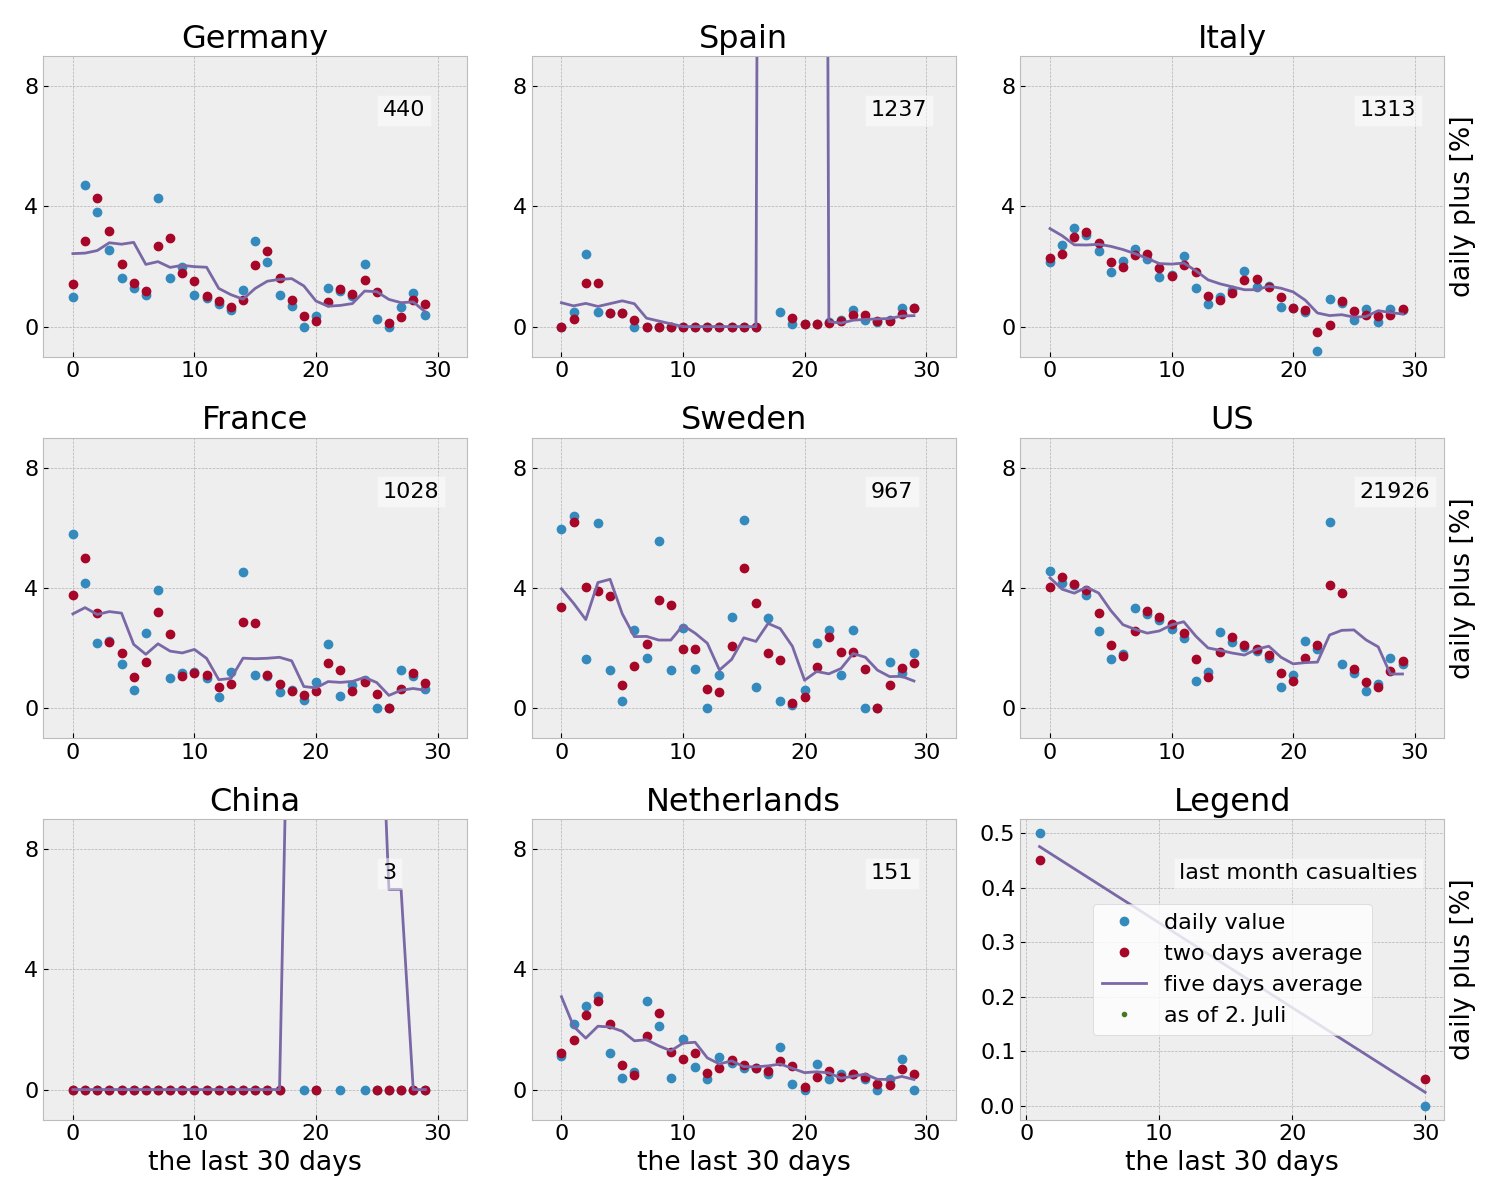 Germany
Spain
Italy
8
440
8
1237
8
1313
4
4
4
0
0
0
daily plus [%]
0 10 20 30
0 10 20 30
0 10 20 30
France
Sweden
US
8
1028
8
967
8
21926
4
4
4
0
0
0
daily plus [%]
0 10 20 30
0 10 20 30
0 10 20 30
China
Netherlands
Legend
8
3
8
151
0.5
last month casualties
0.4
daily value
4
4
0.3
two days average
five days average
0.2
as of 2. Juli
0.1
0
0
0.0
daily plus [%]
0 10 20 30
0 10 20 30
0 10 20 30
the last 30 days
the last 30 days
the last 30 days